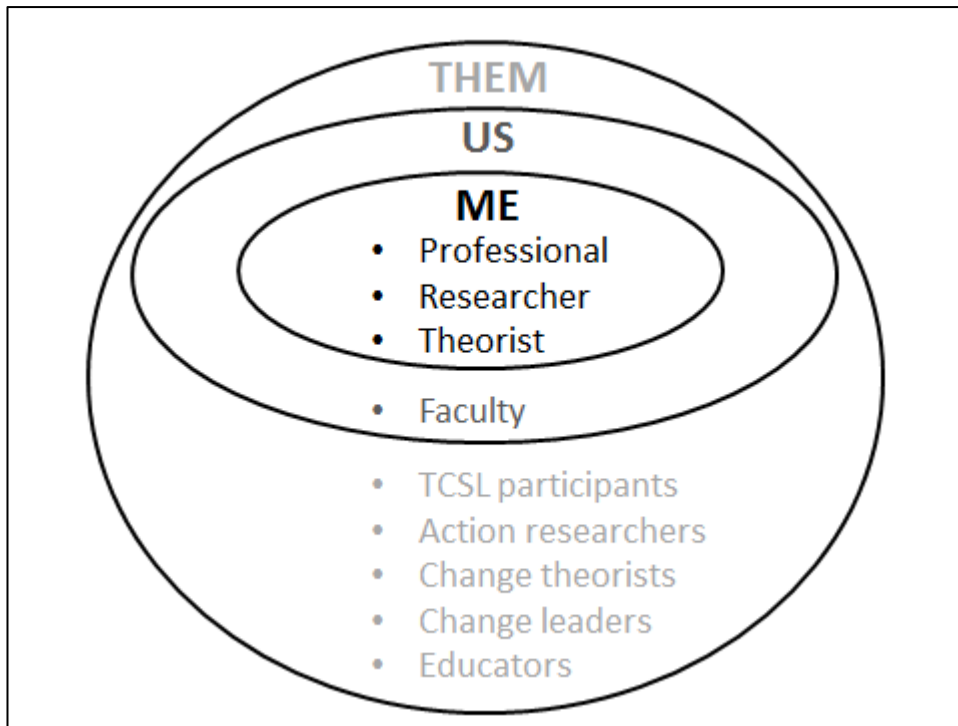 THEM
US
ME
• Professional
• Researcher
• Theorist
• Faculty
• TCSL participants
• Action researchers
• Change theorists
• Change leaders
• Educators